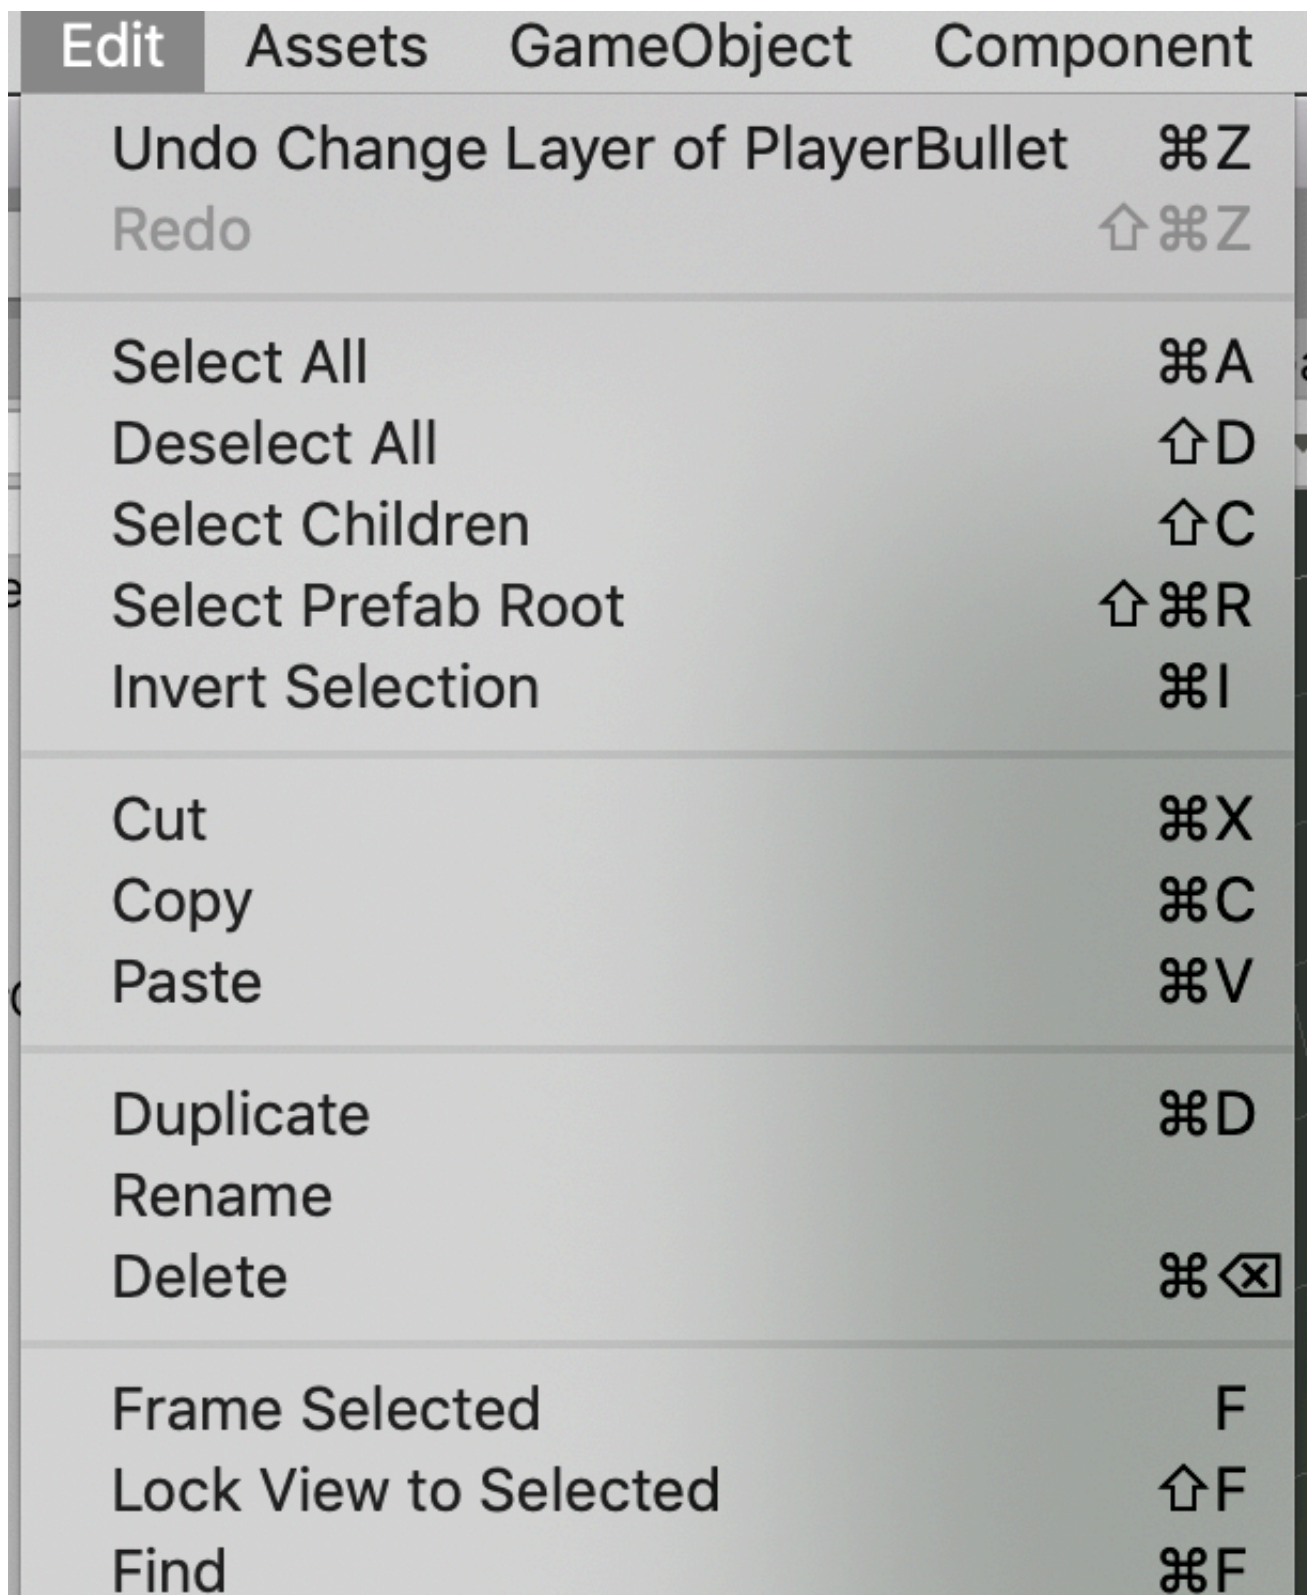 Edit Assets GameObject Component
Undo Change Layer of PlayerBullet ⌘Z
Redo ⇧⌘Z
Select All ⌘A
Deselect All ⇧D
Select Children ⇧C
Select Prefab Root ⇧⌘R
Invert Selection ⌘I
Cut ⌘X
Copy ⌘C
Paste ⌘V
Duplicate ⌘D
Rename
Delete ⌘⌫
Frame Selected F
Lock View to Selected ⇧F
Find ⌘F